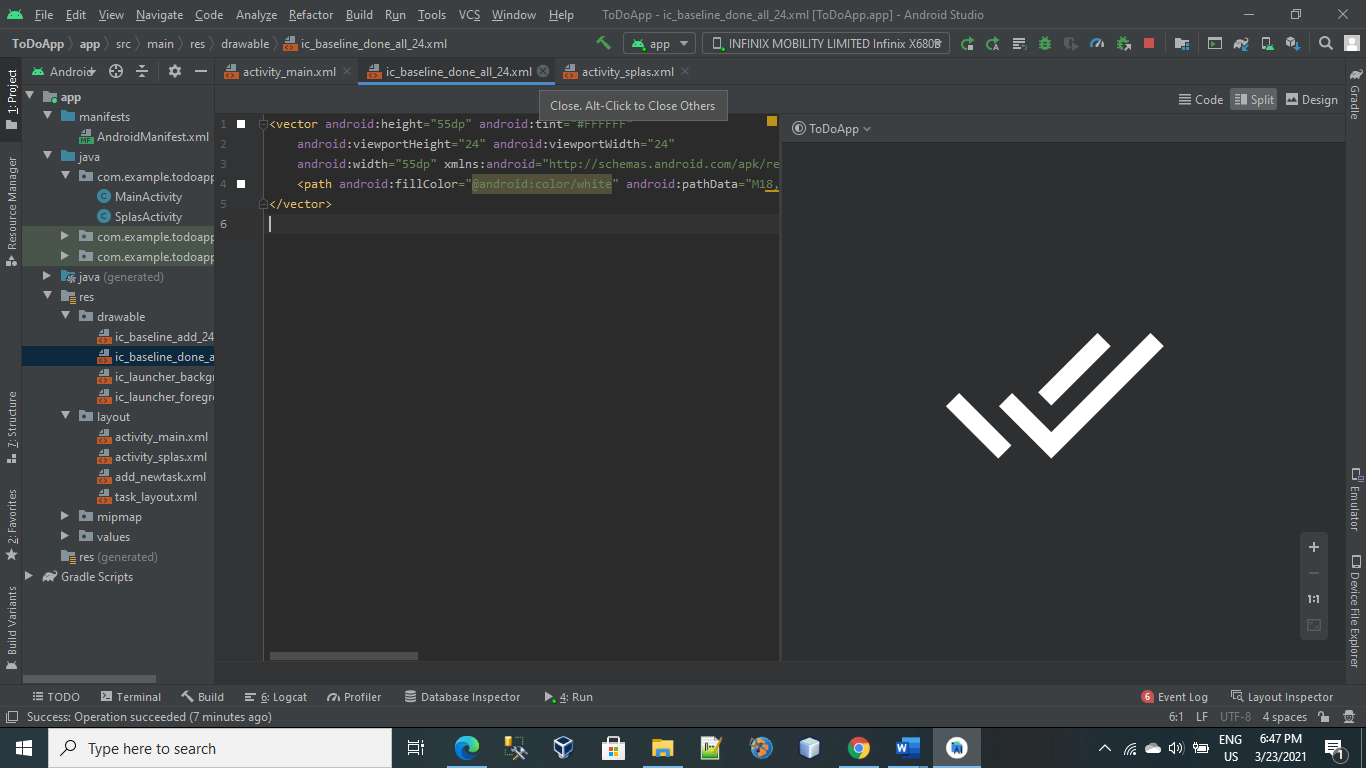 File Edit View Navigate Code Analyze Refactor Build Run Tools VCS Window Help ToDoApp - ic_baseline_done_all_24.xml [ToDoApp.app] - Android Studio
ToDoApp app src main res drawable ic_baseline_done_all_24.xml app INFINIX MOBILITY LIMITED Infinix X680B
Android activity_main.xml ic_baseline_done_all_24.xml activity_splas.xml
Close. Alt-Click to Close Others
Code Split Design
ToDoApp
1 <vector android:height="55dp" android:tint="#FFFFFF"
2 android:viewportHeight="24" android:viewportWidth="24"
3 android:width="55dp" xmlns:android="http://schemas.android.com/apk/re
4 <path android:fillColor="@android:color/white" android:pathData="M18,
5 </vector>
6
1: Project
Resource Manager
7: Structure
2: Favorites
Build Variants
app
manifests
AndroidManifest.xml
java
com.example.todoapp
MainActivity
SplasActivity
com.example.todoapp
com.example.todoapp
java (generated)
res
drawable
ic_baseline_add_24
ic_baseline_done_a
ic_launcher_backgr
ic_launcher_foregro
layout
activity_main.xml
activity_splas.xml
add_newtask.xml
task_layout.xml
mipmap
values
res (generated)
Gradle Scripts
Gradle
Emulator
Device File Explorer
1:1
TODO Terminal Build 6: Logcat Profiler Database Inspector 4: Run 6 Event Log Layout Inspector
Success: Operation succeeded (7 minutes ago) 6:1 LF UTF-8 4 spaces
Type here to search
ENG
US
6:47 PM
3/23/2021
1